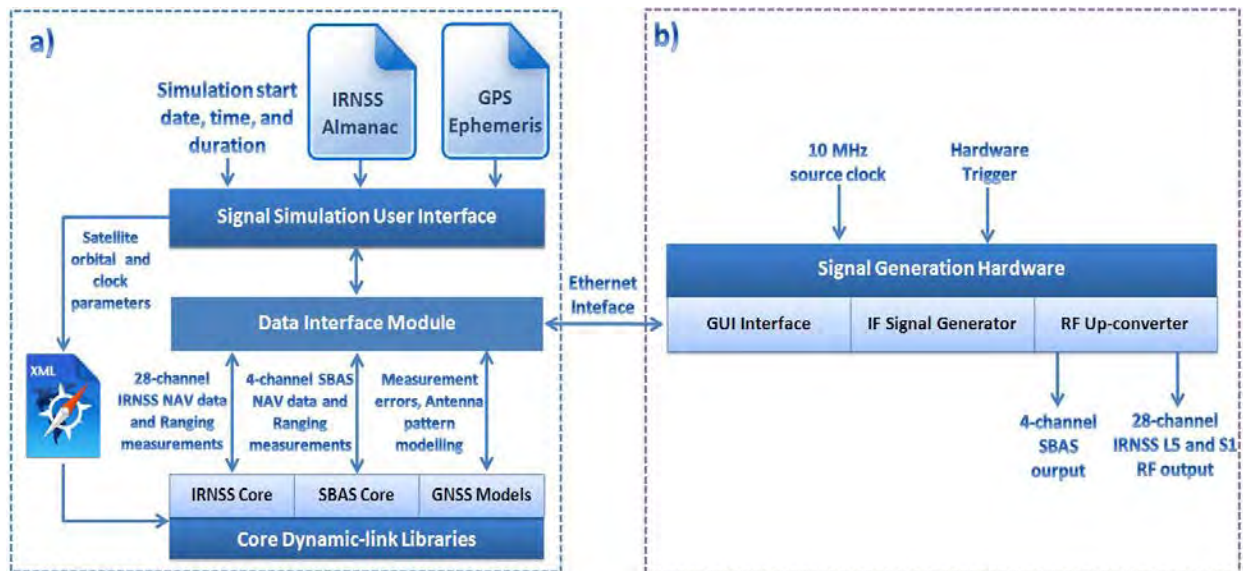 a)
Simulation start
date, time, and
duration
IRNSS
Almanac
GPS
Ephemeris
Signal Simulation User Interface
Satellite
orbital and
clock
parameters
Data Interface Module
XML
28-channel
IRNSS NAV data
and Ranging
measurements
4-channel SBAS
NAV data and
Ranging
measurements
Measurement
errors, Antenna
pattern
modelling
IRNSS Core
SBAS Core
GNSS Models
Core Dynamic-link Libraries
Ethernet
Inteface
b)
10 MHz
source clock
Hardware
Trigger
Signal Generation Hardware
GUI Interface
IF Signal Generator
RF Up-converter
4-channel
SBAS
ourput
28-channel
IRNSS L5 and S1
RF output